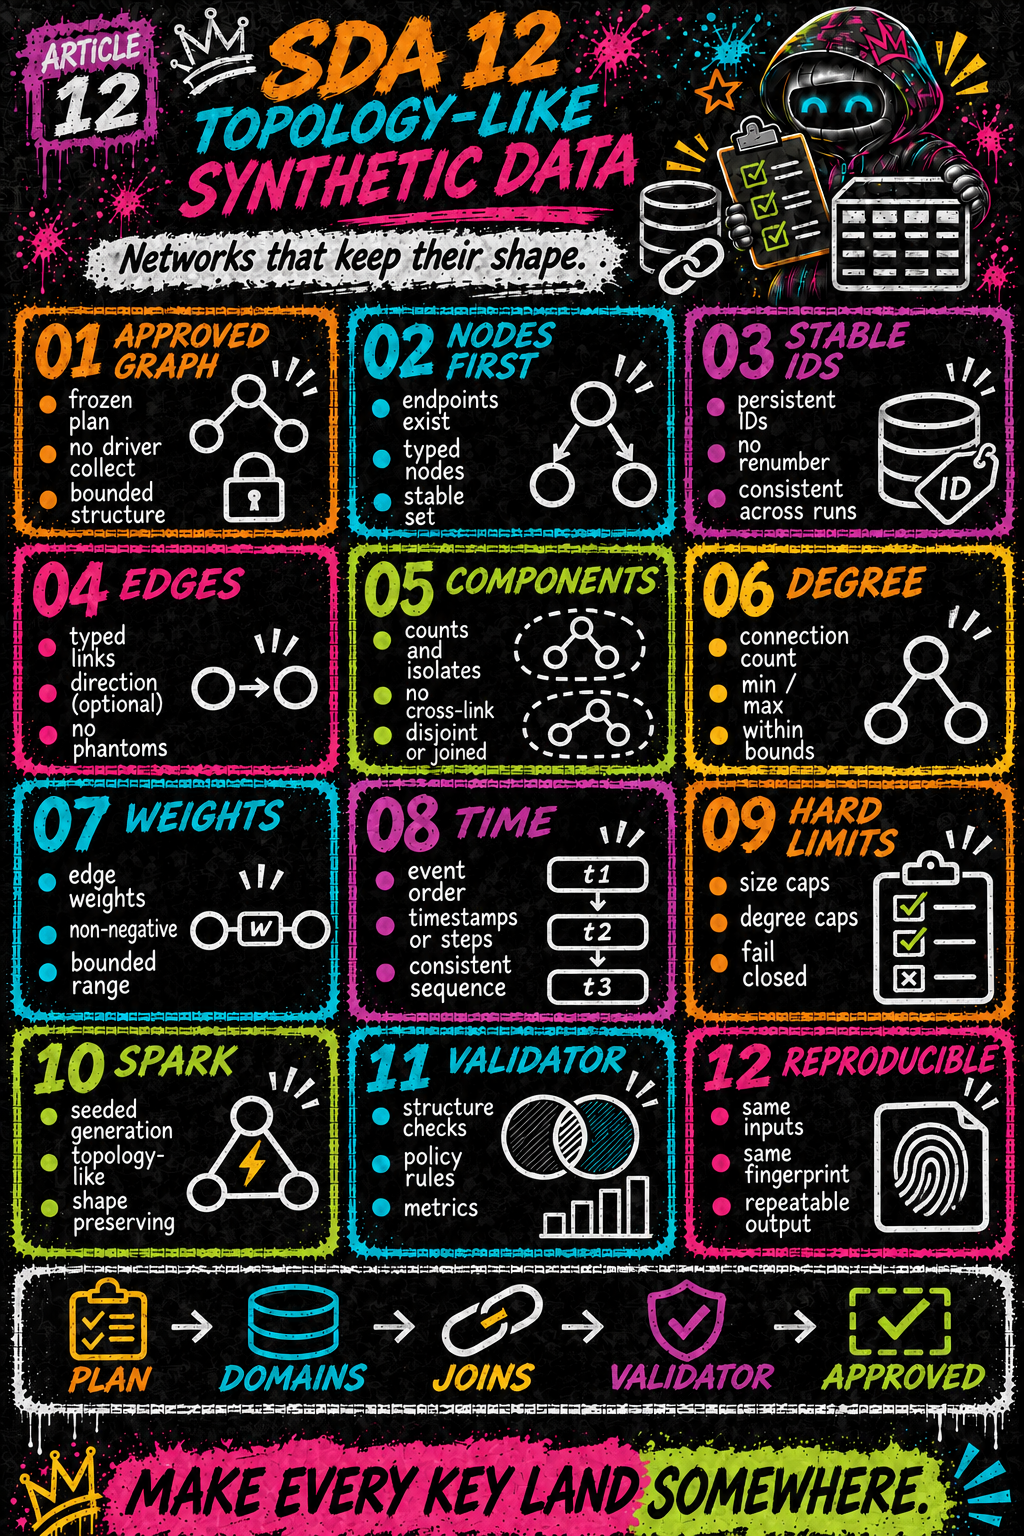 ARTICLE
12
SDA 12
TOPOLOGY-LIKE
SYNTHETIC DATA
Networks that keep their shape.
01 APPROVED
GRAPH
frozen
plan
no driver
collect
bounded
structure
02 NODES
FIRST
endpoints
exist
typed
nodes
stable
set
03 STABLE
IDS
persistent
IDs
no
renumber
consistent
across runs
ID
04 EDGES
typed
links
direction
(optional)
no
phantoms
05 COMPONENTS
counts
and
isolates
no
cross-link
disjoint
or joined
06 DEGREE
connection
count
min /
max
within
bounds
07 WEIGHTS
edge
weights
non-negative
bounded
range
W
08 TIME
event
order
timestamps
or steps
consistent
sequence
t1
t2
t3
09 HARD
LIMITS
size caps
degree caps
fail
closed
10 SPARK
seeded
generation
topology-
like
shape
preserving
11 VALIDATOR
structure
checks
policy
rules
metrics
12 REPRODUCIBLE
same
inputs
same
fingerprint
repeatable
output
PLAN
DOMAINS
JOINS
VALIDATOR
APPROVED
MAKE EVERY KEY LAND SOMEWHERE.